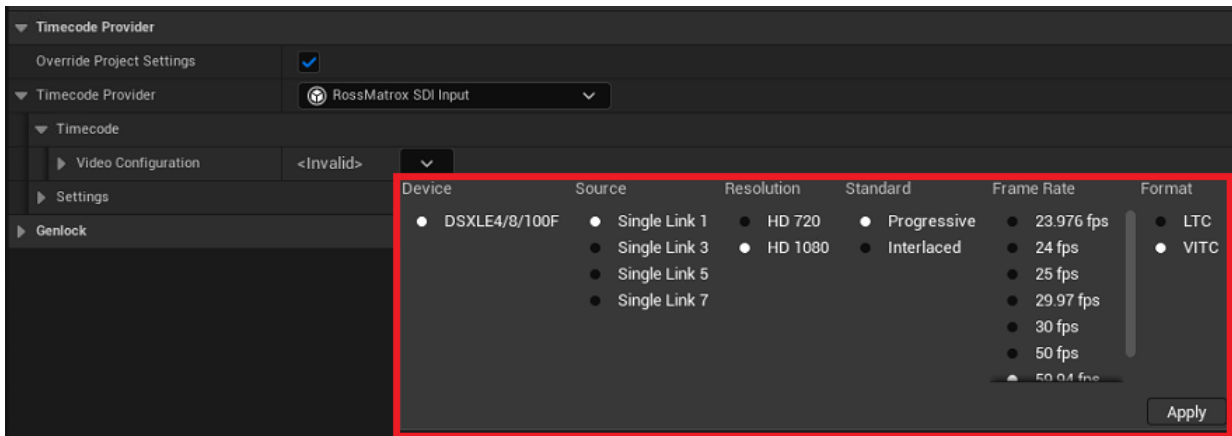 Timecode Provider
Override Project Settings
Timecode Provider RossMatrox SDI Input
Timecode
Video Configuration <Invalid>
Settings
Genlock
Device Source Resolution Standard Frame Rate Format
DSXLE4/8/100F Single Link 1 HD 720 Progressive 23.976 fps LTC
Single Link 3 HD 1080 Interlaced 24 fps VITC
Single Link 5 25 fps
Single Link 7 29.97 fps
30 fps
50 fps
59.94 fps
Apply